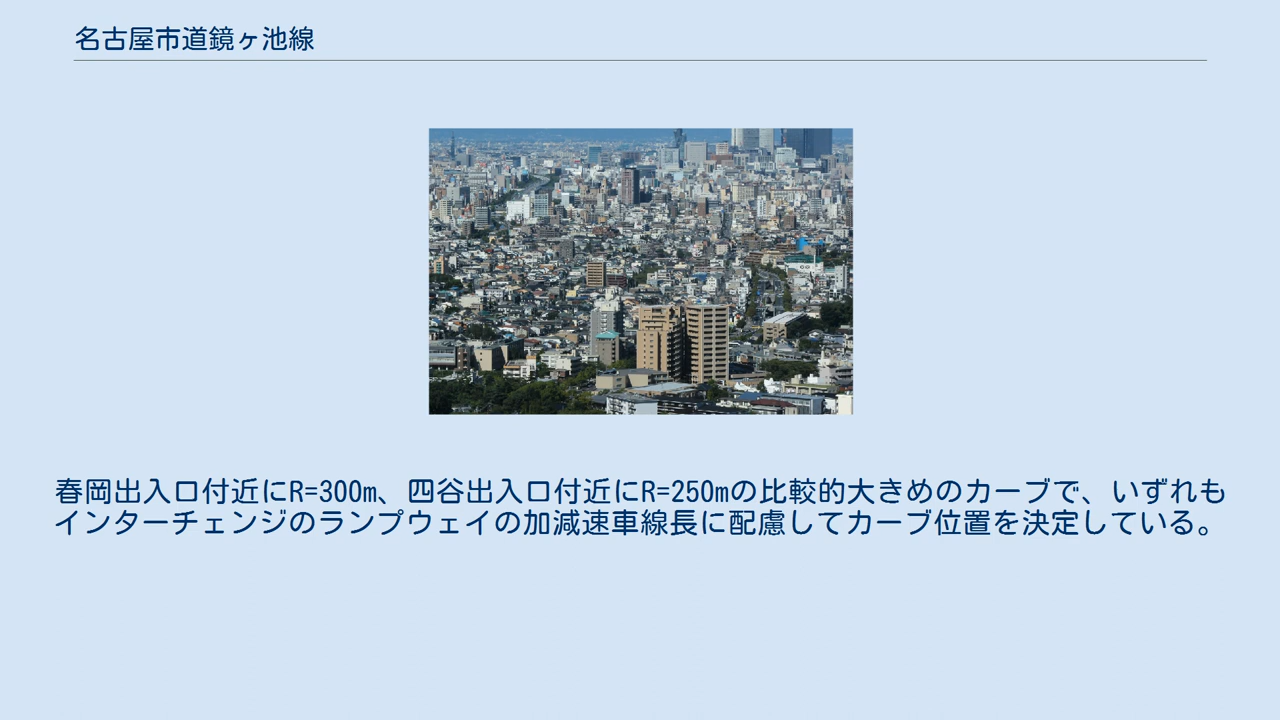 名古屋市道鏡ヶ池線
春岡出入口付近にR=300m、四谷出入口付近にR=250mの比較的大きめのカーブで、いずれも
インターチェンジのランプウェイの加減速車線長に配慮してカーブ位置を決定している。